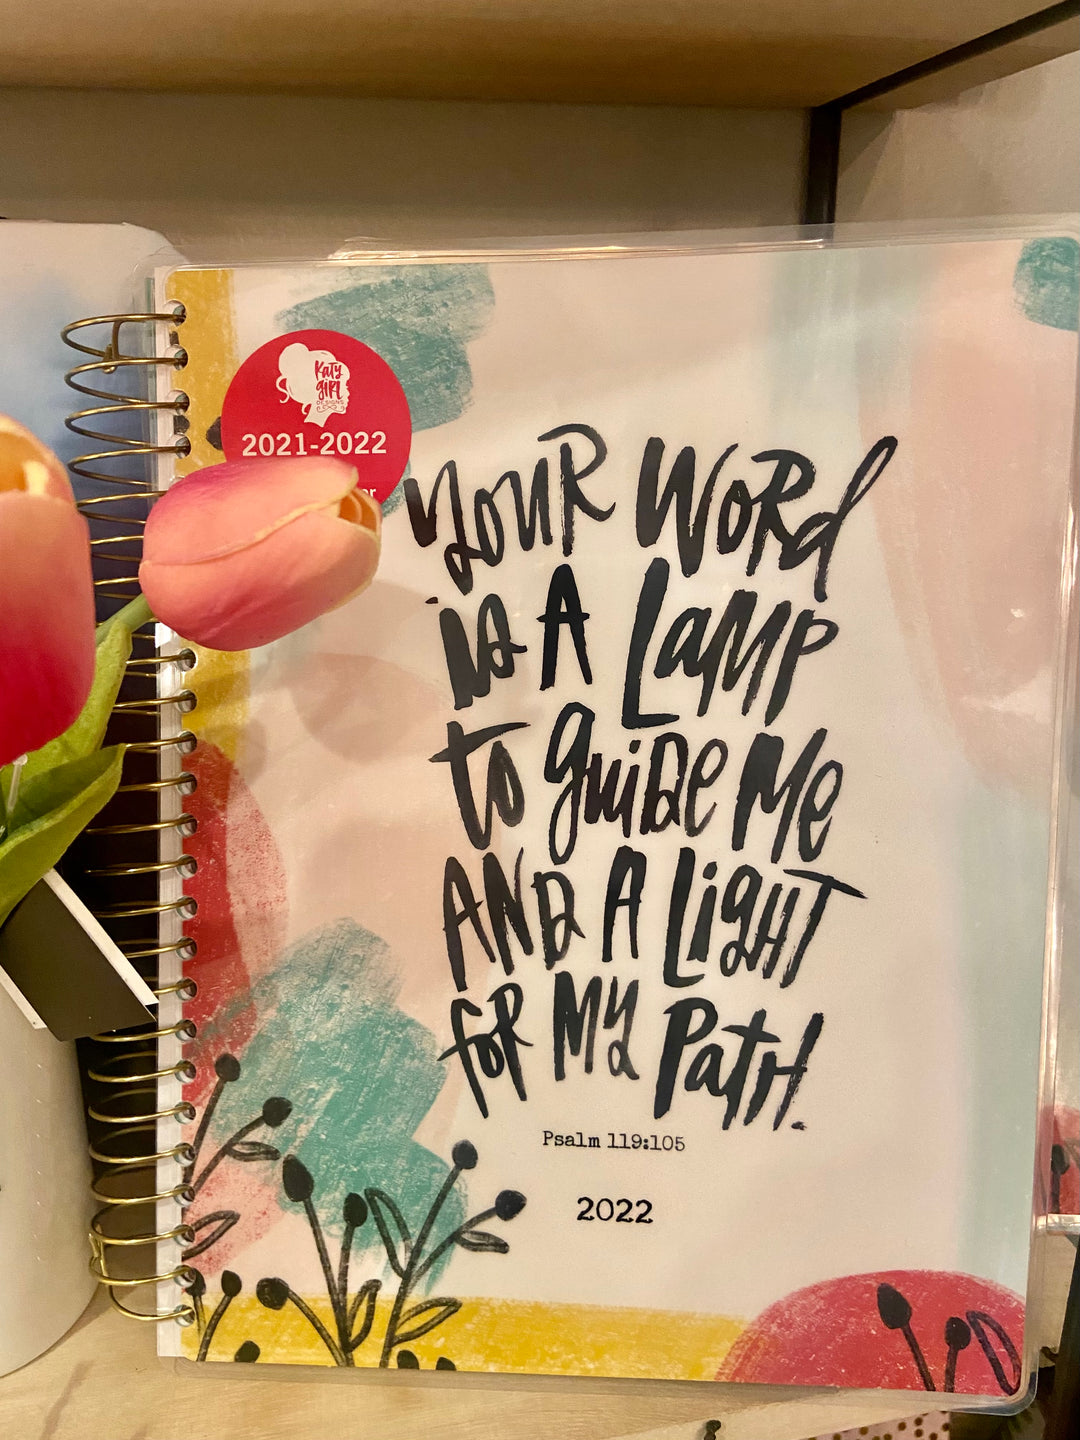 Katy
girl
DESIGNS
2021-2022
Your Word
is A Lamp
to guide Me
AND A Light
for My Path.
Psalm 119:105
2022